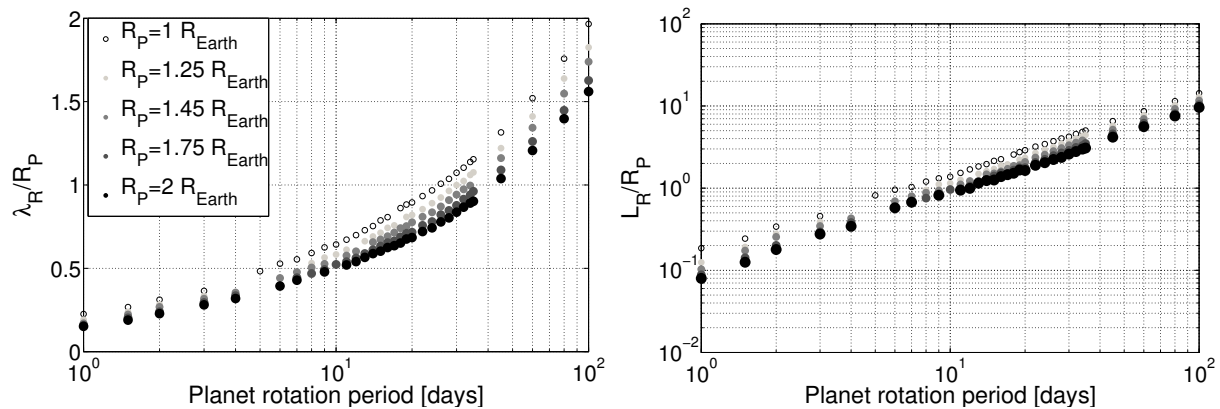 R_P=1 R_Earth
R_P=1.25 R_Earth
R_P=1.45 R_Earth
R_P=1.75 R_Earth
R_P=2 R_Earth
λ_R/R_P
2
1.5
1
0.5
0
10^0
10^1
10^2
Planet rotation period [days]
L_R/R_P
10^2
10^1
10^0
10^-1
10^-2
10^0
10^1
10^2
Planet rotation period [days]